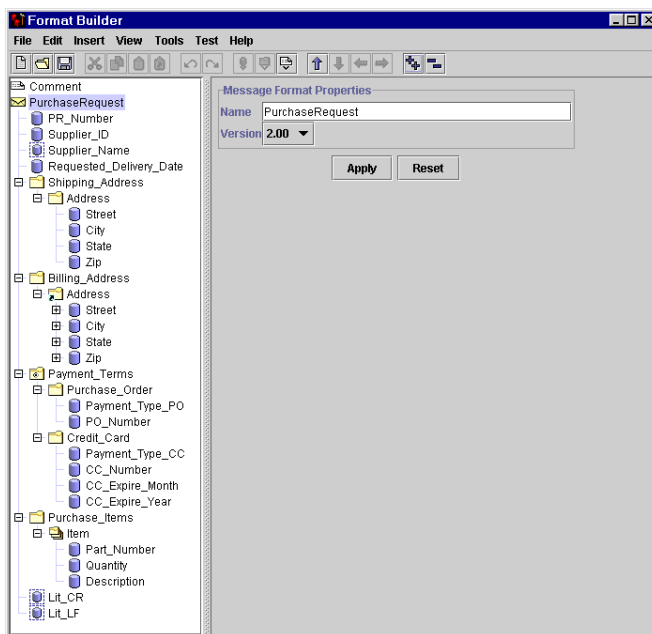 Format Builder
File Edit Insert View Tools Test Help
Comment
PurchaseRequest
PR_Number
Supplier_ID
Supplier_Name
Requested_Delivery_Date
Shipping_Address
Address
Street
City
State
Zip
Billing_Address
Address
Street
City
State
Zip
Payment_Terms
Purchase_Order
Payment_Type_PO
PO_Number
Credit_Card
Payment_Type_CC
CC_Number
CC_Expire_Month
CC_Expire_Year
Purchase_Items
Item
Part_Number
Quantity
Description
Lit_CR
Lit_LF
Message Format Properties
Name PurchaseRequest
Version 2.00
Apply Reset